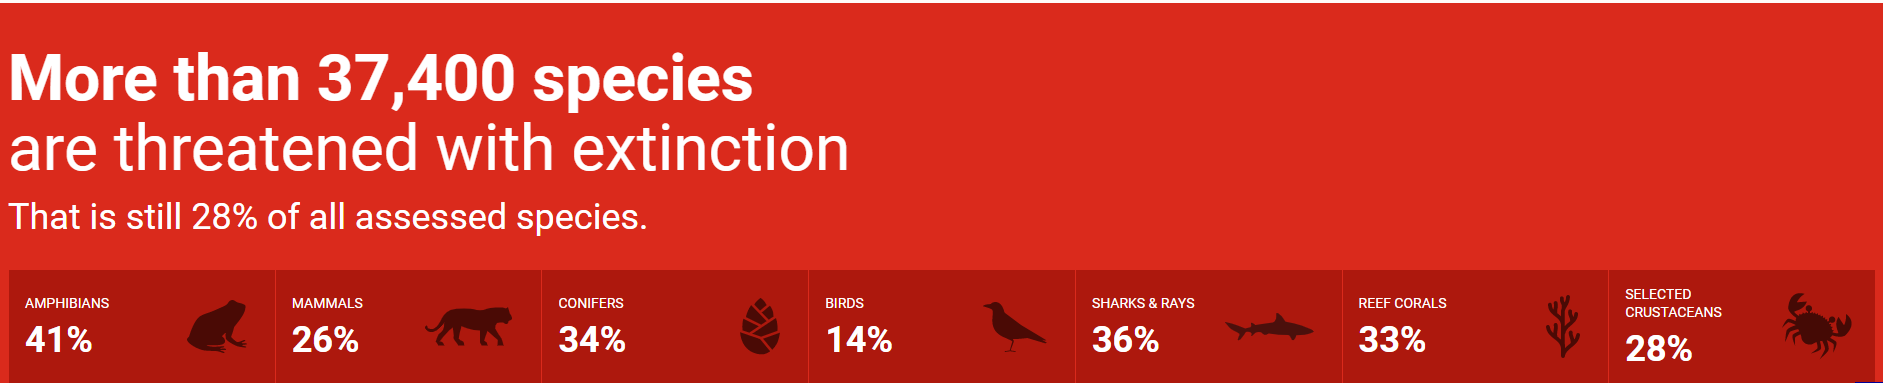 More than 37,400 species
are threatened with extinction
That is still 28% of all assessed species.
AMPHIBIANS
41%
MAMMALS
26%
CONIFERS
34%
BIRDS
14%
SHARKS & RAYS
36%
REEF CORALS
33%
SELECTED
CRUSTACEANS
28%